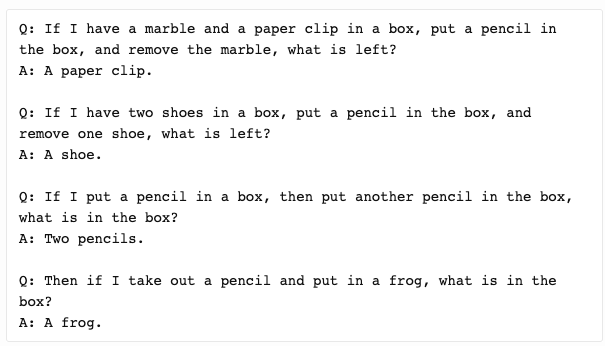 Q: If I have a marble and a paper clip in a box, put a pencil in
the box, and remove the marble, what is left?
A: A paper clip.
Q: If I have two shoes in a box, put a pencil in the box, and
remove one shoe, what is left?
A: A shoe.
Q: If I put a pencil in a box, then put another pencil in the box,
what is in the box?
A: Two pencils.
Q: Then if I take out a pencil and put in a frog, what is in the
box?
A: A frog.